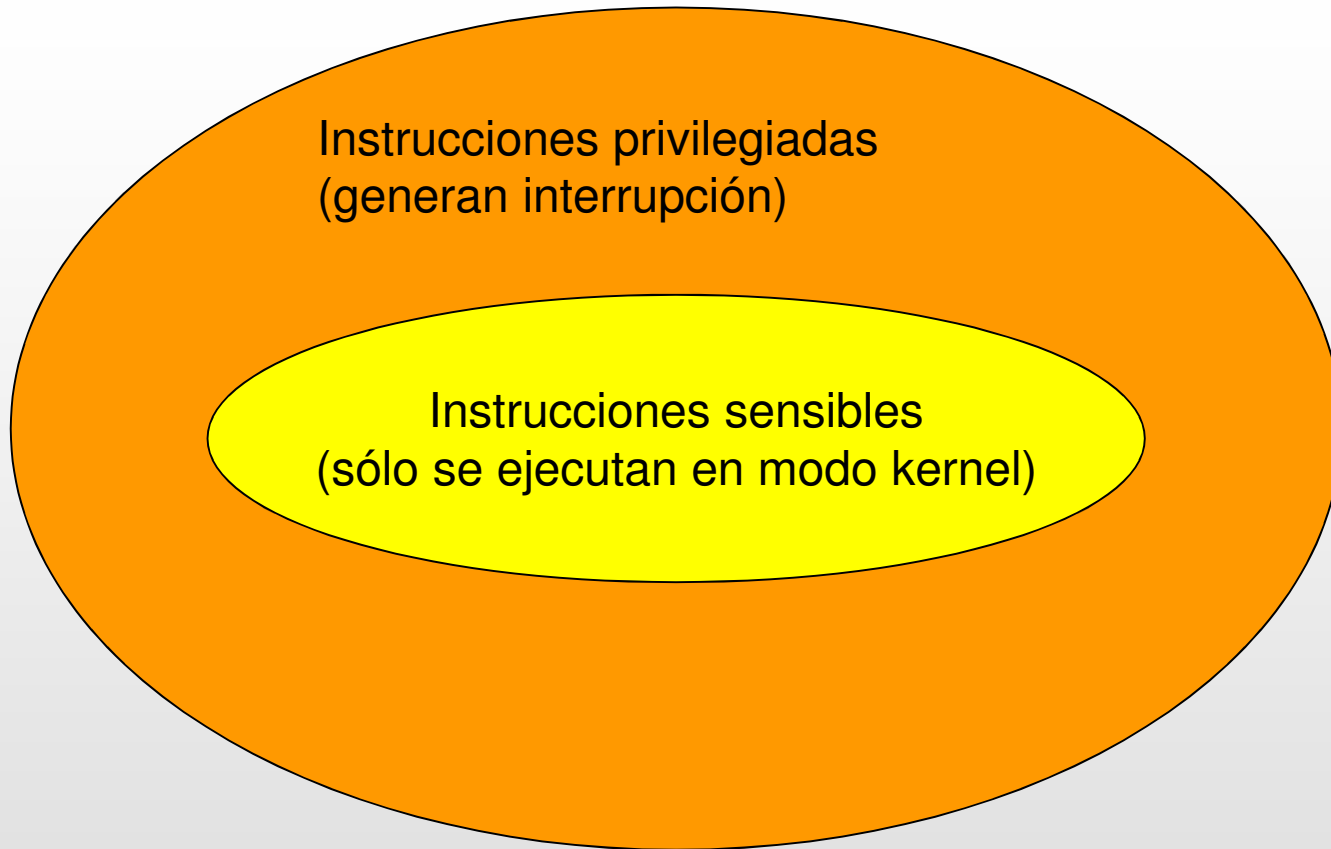 Instrucciones privilegiadas
(generan interrupción)
Instrucciones sensibles
(sólo se ejecutan en modo kernel)